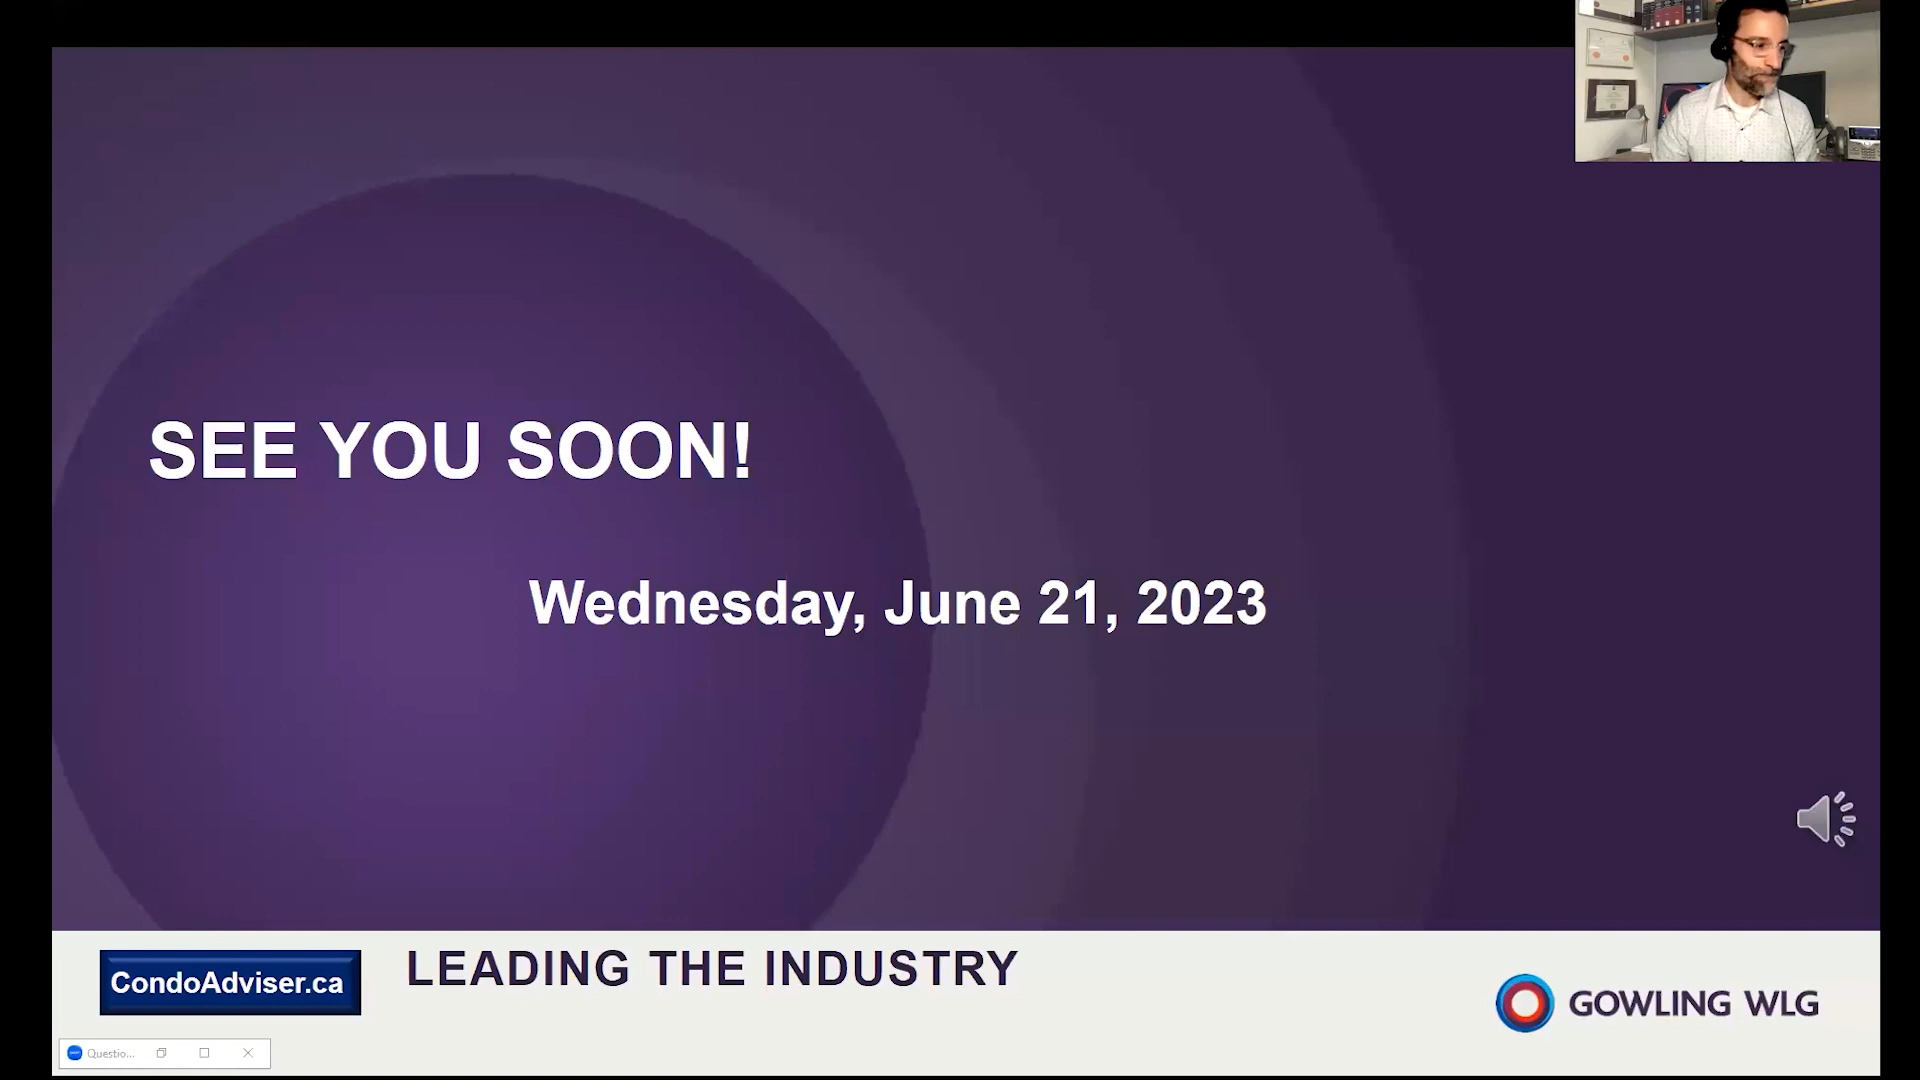 SEE YOU SOON!
Wednesday, June 21, 2023
CondoAdviser.ca
LEADING THE INDUSTRY
GOWLING WLG
Questio...